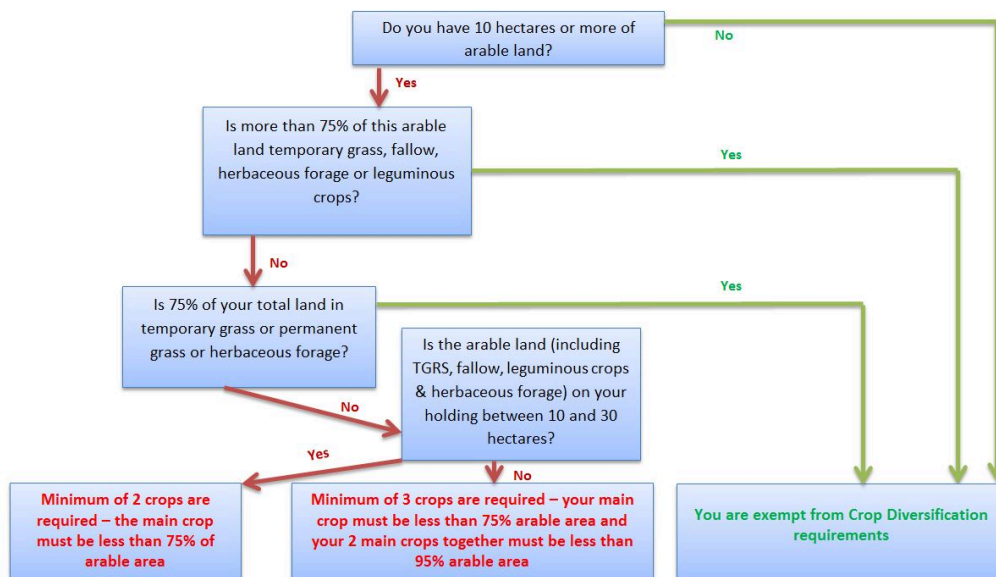 Do you have 10 hectares or more of
arable land?
No
Yes
Is more than 75% of this arable
land temporary grass, fallow,
herbaceous forage or leguminous
crops?
Yes
No
Is 75% of your total land in
temporary grass or permanent
grass or herbaceous forage?
Yes
Is the arable land (including
TGRS, fallow, leguminous crops
& herbaceous forage) on your
holding between 10 and 30
hectares?
No
Yes
No
Minimum of 2 crops are
required – the main crop
must be less than 75% of
arable area
Minimum of 3 crops are required – your main
crop must be less than 75% arable area and
your 2 main crops together must be less than
95% arable area
You are exempt from Crop Diversification
requirements